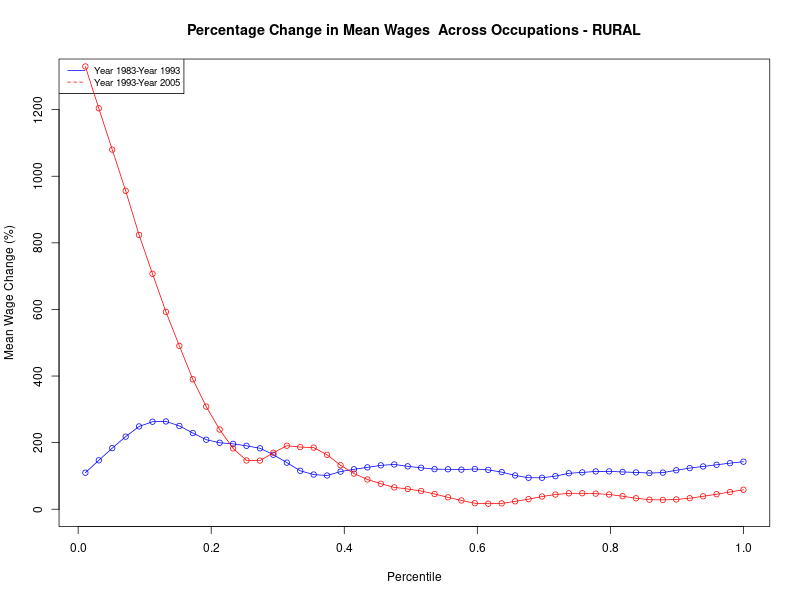 Percentage Change in Mean Wages  Across Occupations - RURAL
Year 1983-Year 1993
Year 1993-Year 2005
Mean Wage Change (%)
1200
1000
800
600
400
200
0
0.0 0.2 0.4 0.6 0.8 1.0
Percentile